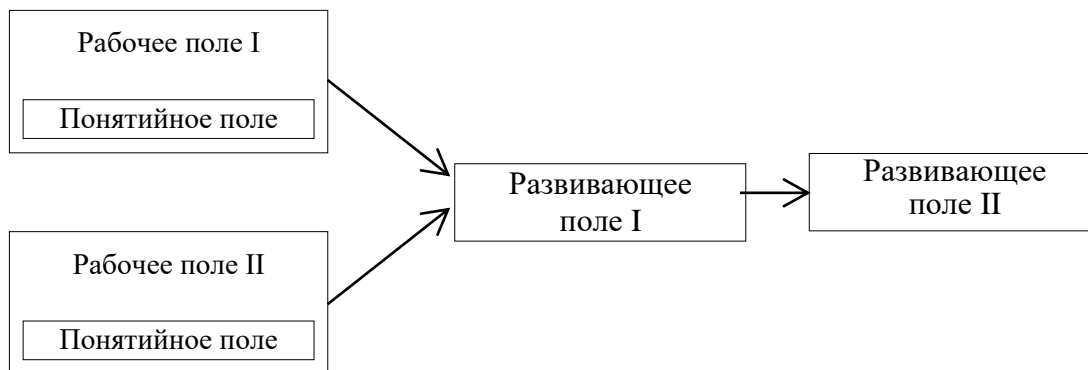 Рабочее поле I
Понятийное поле
Рабочее поле II
Понятийное поле
Развивающее
поле I
Развивающее
поле II